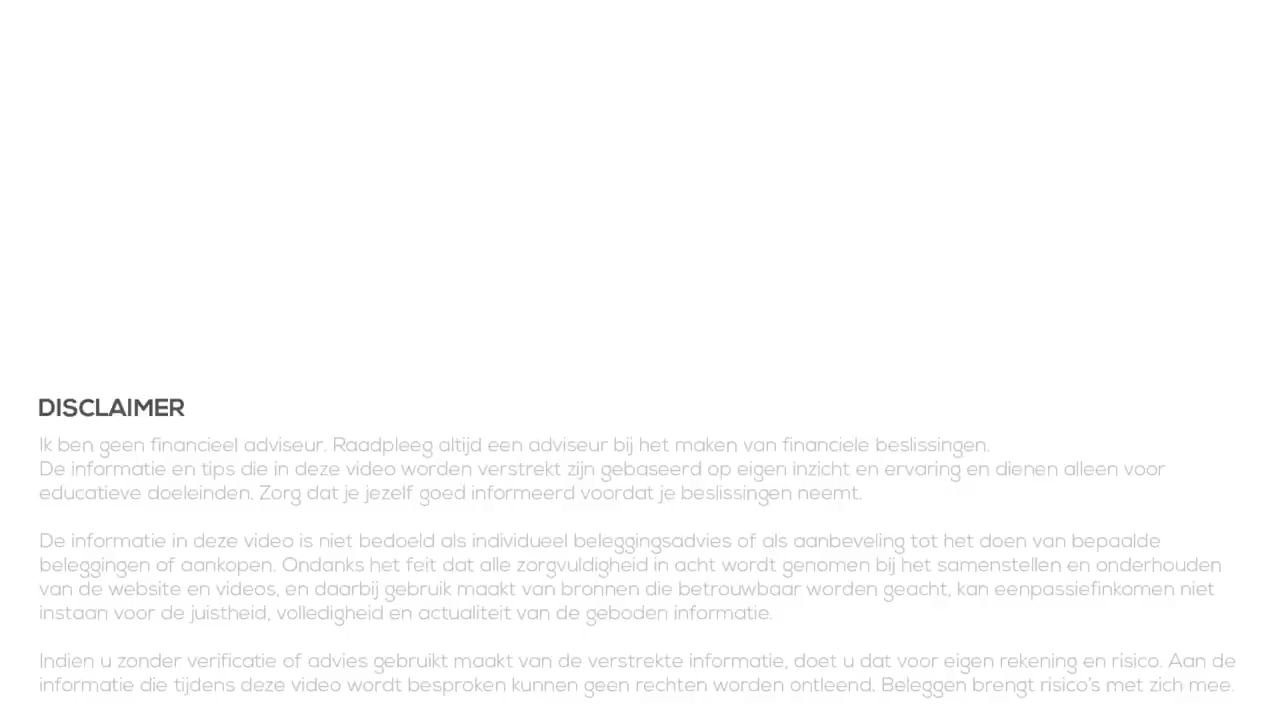 DISCLAIMER
Ik ben geen financieel adviseur. Raadpleeg altijd een adviseur bij het maken van financiele beslissingen.
De informatie en tips die in deze video worden verstrekt zijn gebaseerd op eigen inzicht en ervaring en dienen alleen voor
educatieve doeleinden. Zorg dat je jezelf goed informeerd voordat je beslissingen neemt.
De informatie in deze video is niet bedoeld als individueel beleggingsadvies of als aanbeveling tot het doen van bepaalde
beleggingen of aankopen. Ondanks het feit dat alle zorgvuldigheid in acht wordt genomen bij het samenstellen en onderhouden
van de website en videos, en daarbij gebruik maakt van bronnen die betrouwbaar worden geacht, kan eenpassiefinkomen niet
instaan voor de juistheid, volledigheid en actualiteit van de geboden informatie.
Indien u zonder verificatie of advies gebruikt maakt van de verstrekte informatie, doet u dat voor eigen rekening en risico. Aan de
informatie die tijdens deze video wordt besproken kunnen geen rechten worden ontleend. Beleggen brengt risico's met zich mee.